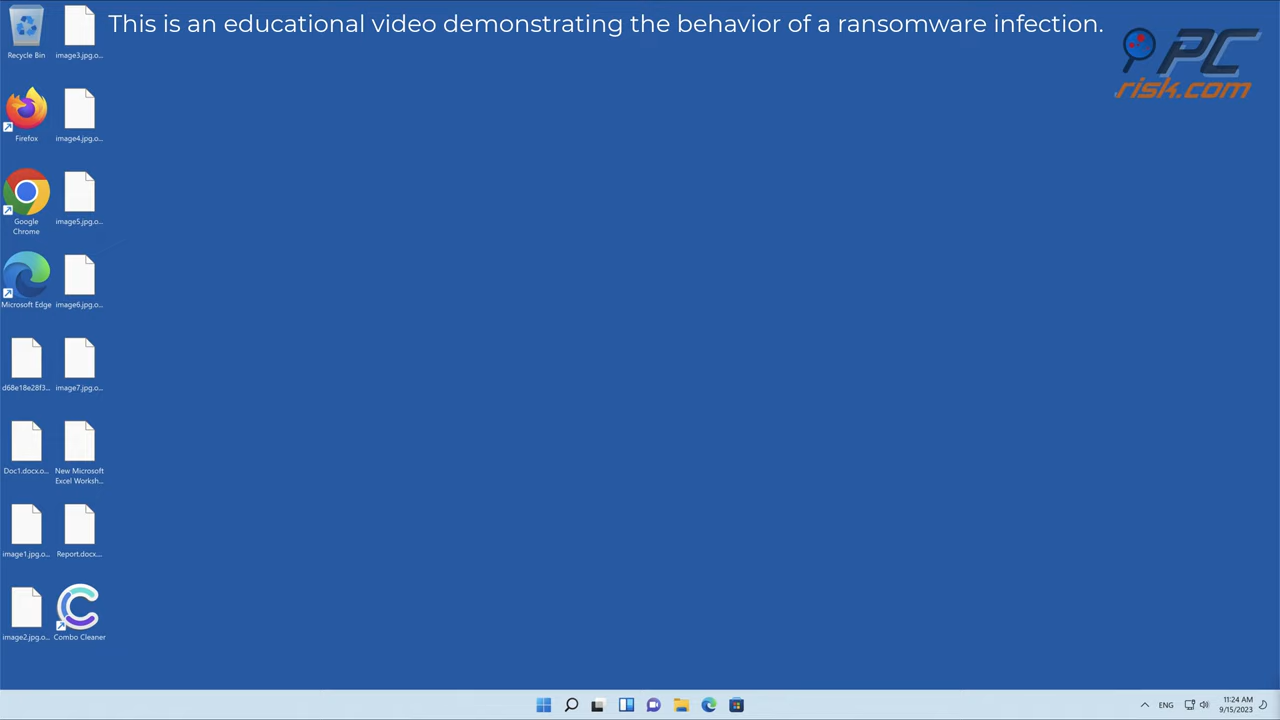 This is an educational video demonstrating the behavior of a ransomware infection.
PC
risk.com
Recycle Bin
image3.jpg.o...
Firefox
image4.jpg.o...
Google
Chrome
image5.jpg.o...
Microsoft Edge
image6.jpg.o...
d68e18e28f3...
image7.jpg.o...
Doc1.docx.o...
New Microsoft
Excel Worksh...
image1.jpg.o...
Report.docx....
image2.jpg.o...
Combo Cleaner
ENG
11:24 AM
9/15/2023